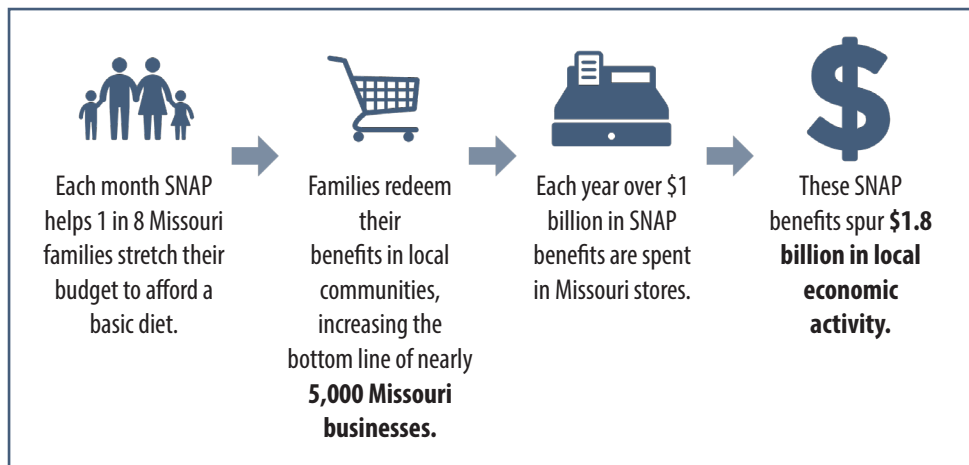 Each month SNAP
helps 1 in 8 Missouri
families stretch their
budget to afford a
basic diet.
Families redeem
their
benefits in local
communities,
increasing the
bottom line of nearly
5,000 Missouri
businesses.
Each year over $1
billion in SNAP
benefits are spent
in Missouri stores.
$
These SNAP
benefits spur $1.8
billion in local
economic
activity.